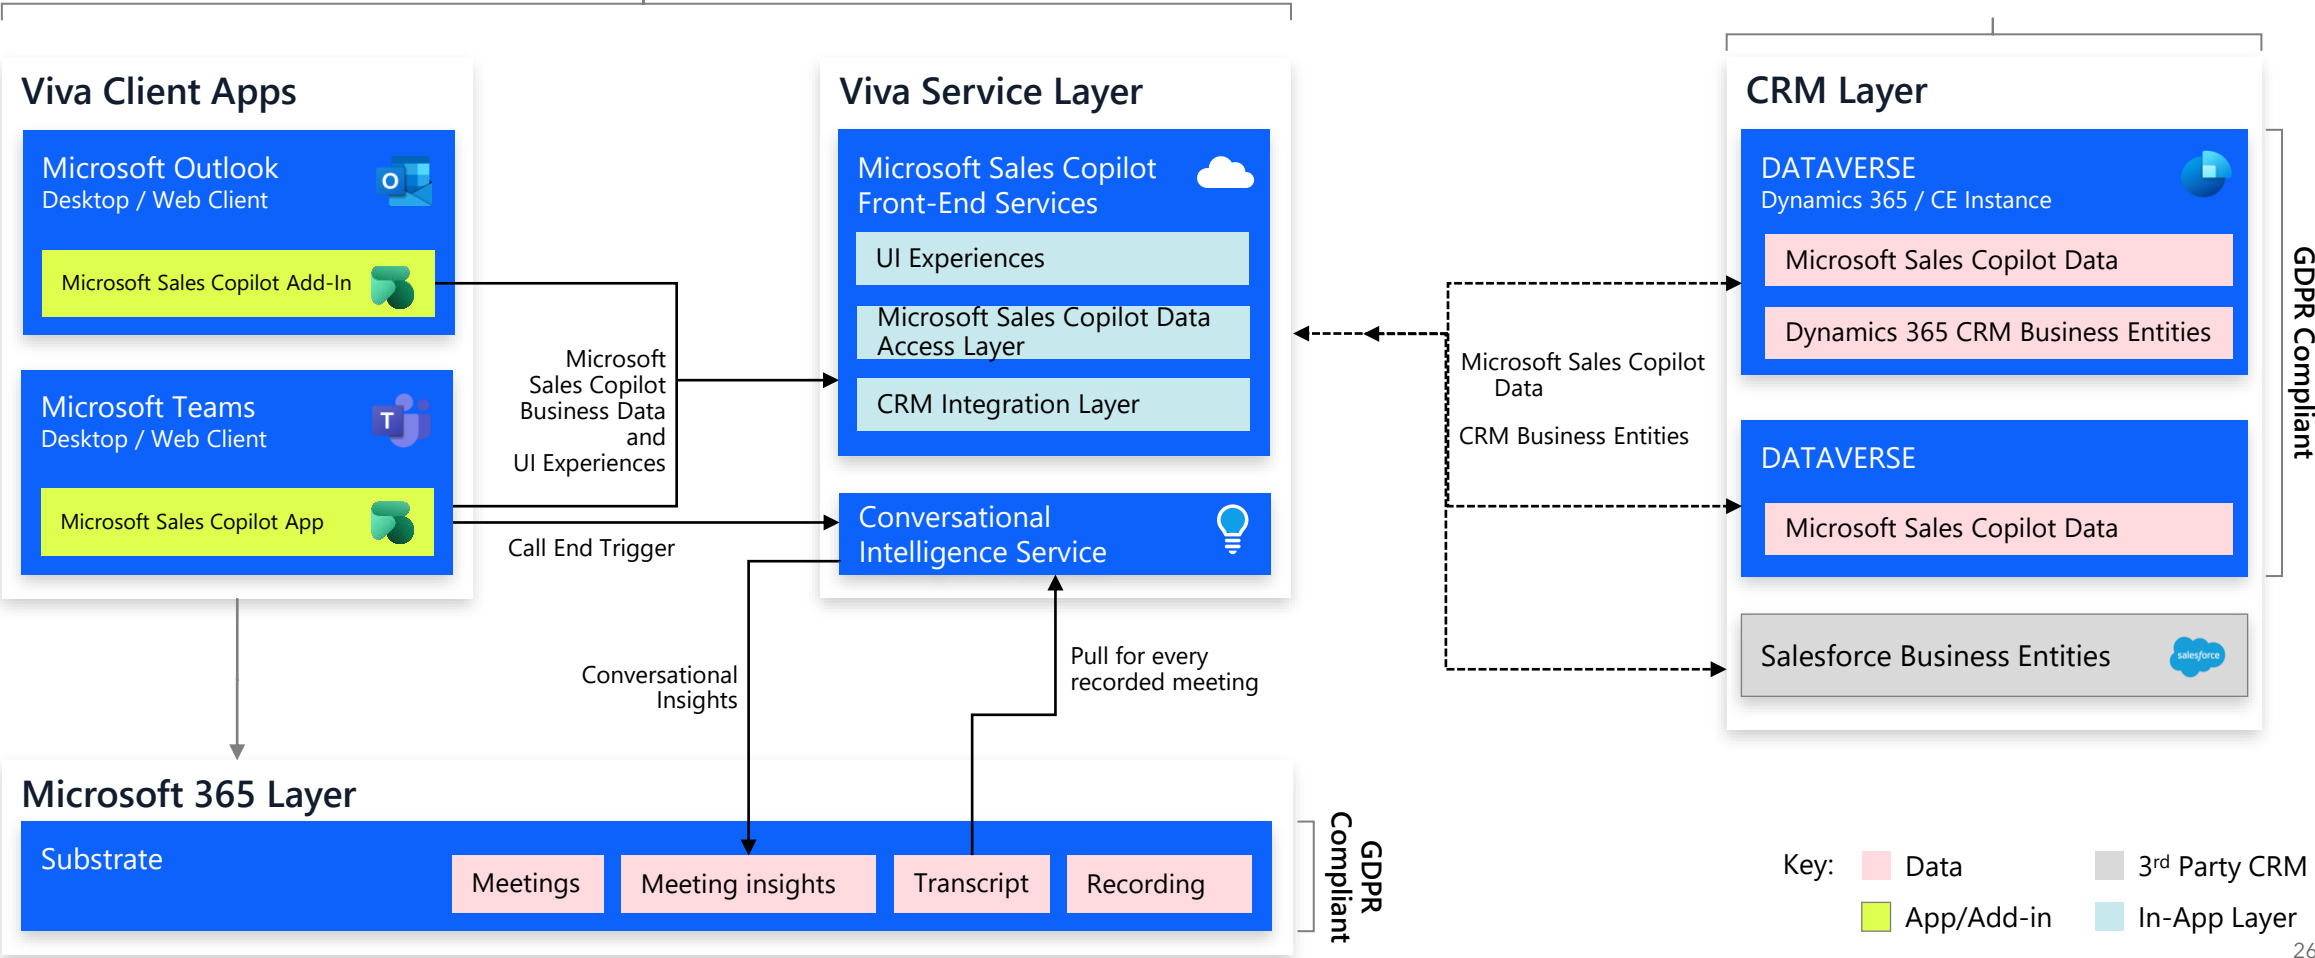 Viva Client Apps
Microsoft Outlook
Desktop / Web Client
O
Microsoft Sales Copilot Add-In
Microsoft Teams
Desktop / Web Client
T
Microsoft Sales Copilot App
Microsoft
Sales Copilot
Business Data
and
UI Experiences
Call End Trigger
Viva Service Layer
Microsoft Sales Copilot
Front-End Services
UI Experiences
Microsoft Sales Copilot Data
Access Layer
CRM Integration Layer
Conversational
Intelligence Service
Conversational
Insights
Pull for every
recorded meeting
Microsoft Sales Copilot
Data
CRM Business Entities
CRM Layer
DATAVERSE
Dynamics 365 / CE Instance
Microsoft Sales Copilot Data
Dynamics 365 CRM Business Entities
DATAVERSE
Microsoft Sales Copilot Data
Salesforce Business Entities
salesforce
GDPR Compliant
Microsoft 365 Layer
Substrate
Meetings
Meeting insights
Transcript
Recording
GDPR
Compliant
Key:
Data
3rd Party CRM
App/Add-in
In-App Layer
26